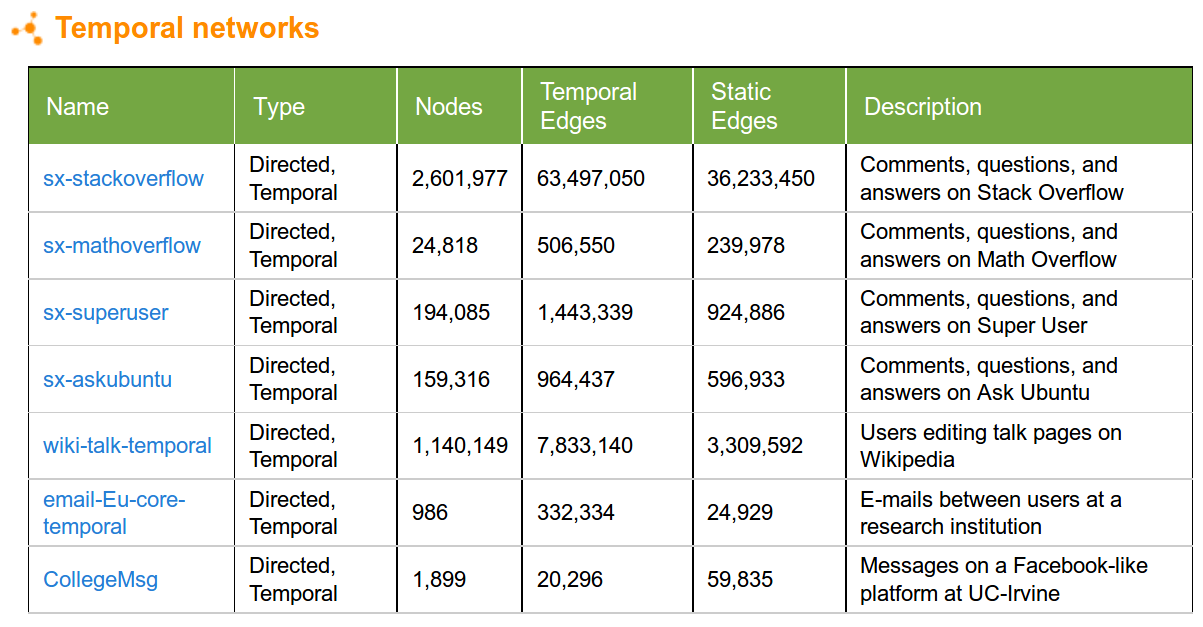 Temporal networks
Name Type Nodes Temporal Edges Static Edges Description
sx-stackoverflow Directed, Temporal 2,601,977 63,497,050 36,233,450 Comments, questions, and answers on Stack Overflow
sx-mathoverflow Directed, Temporal 24,818 506,550 239,978 Comments, questions, and answers on Math Overflow
sx-superuser Directed, Temporal 194,085 1,443,339 924,886 Comments, questions, and answers on Super User
sx-askubuntu Directed, Temporal 159,316 964,437 596,933 Comments, questions, and answers on Ask Ubuntu
wiki-talk-temporal Directed, Temporal 1,140,149 7,833,140 3,309,592 Users editing talk pages on Wikipedia
email-Eu-core-temporal Directed, Temporal 986 332,334 24,929 E-mails between users at a research institution
CollegeMsg Directed, Temporal 1,899 20,296 59,835 Messages on a Facebook-like platform at UC-Irvine